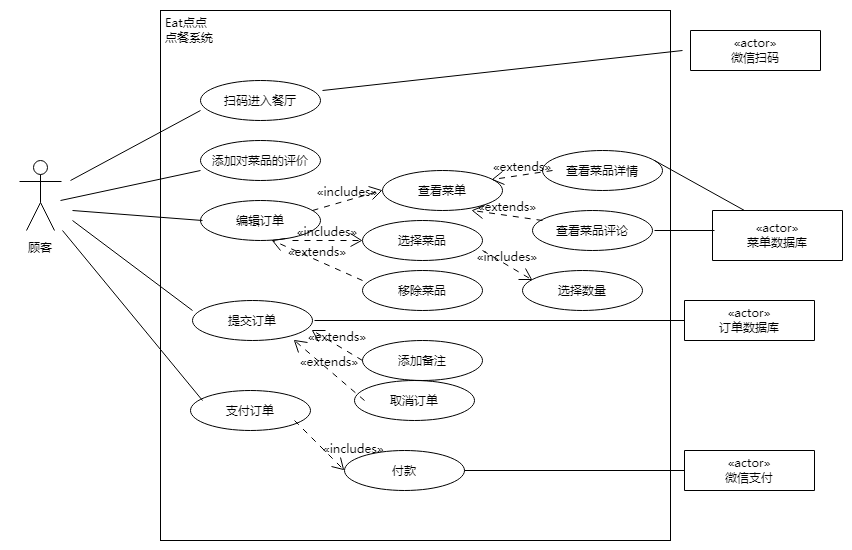 Eat点点
点餐系统
«actor»
微信扫码
扫码进入餐厅
添加对菜品的评价
«extends»
查看菜品详情
«includes»
查看菜单
«extends»
编辑订单
«includes»
选择菜品
查看菜品评论
«actor»
菜单数据库
顾客
«extends»
«includes»
移除菜品
选择数量
提交订单
«actor»
订单数据库
«extends»
添加备注
«extends»
取消订单
支付订单
«includes»
付款
«actor»
微信支付